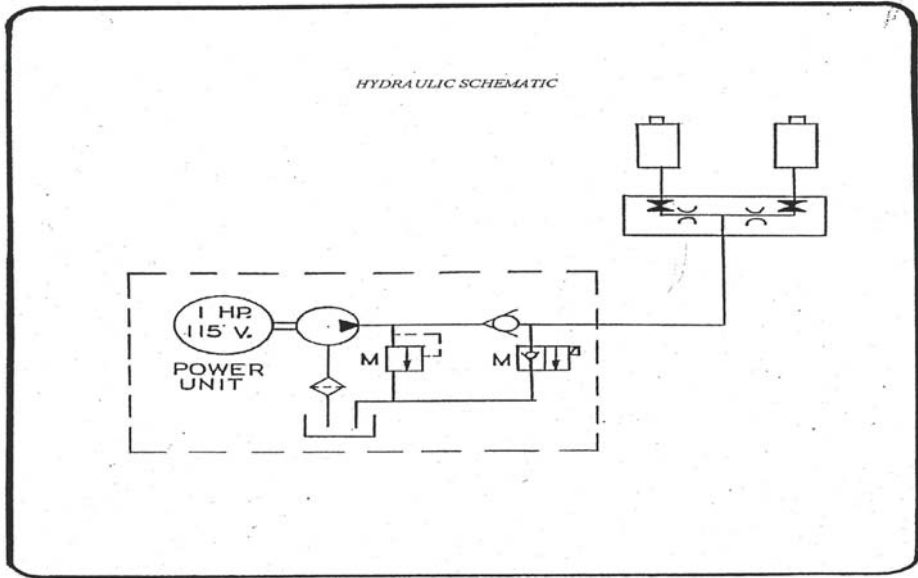 HYDRAULIC SCHEMATIC
1 HP.
115 V.
POWER
UNIT
M
M